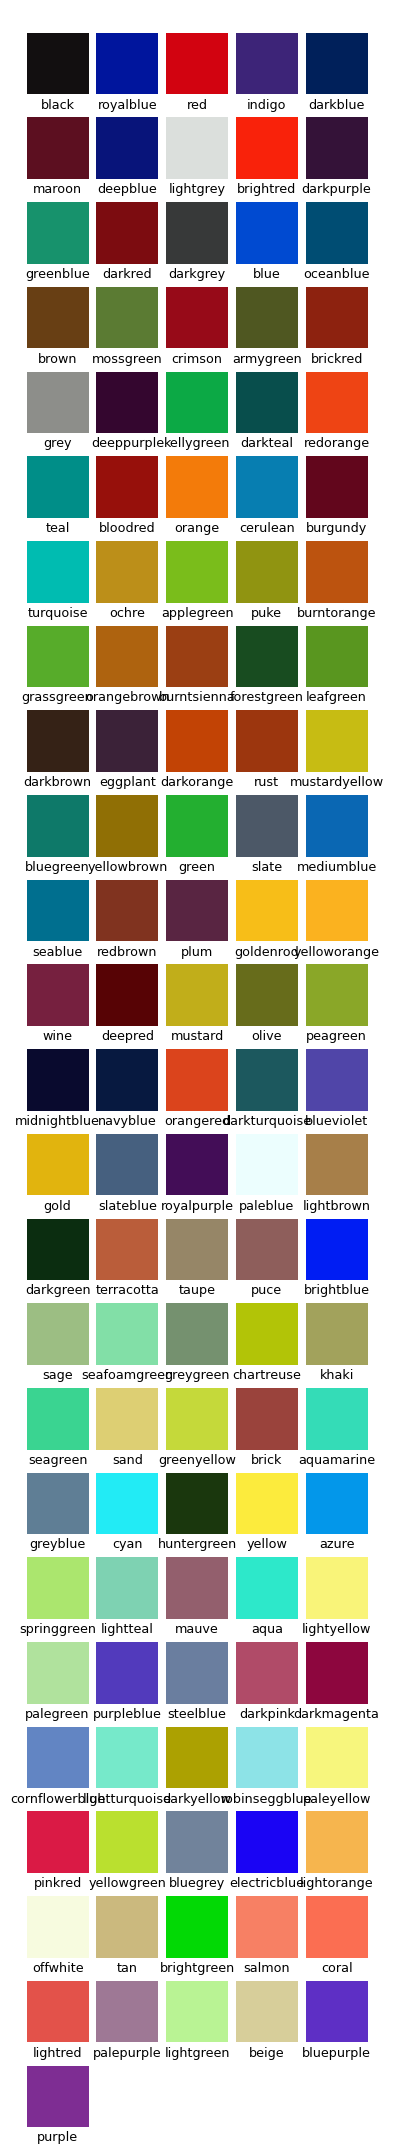 black royalblue red indigo darkblue
maroon deepblue lightgrey brightred darkpurple
greenblue darkred darkgrey blue oceanblue
brown mossgreen crimson armygreen brickred
grey deeppurple kellygreen darkteal redorange
teal bloodred orange cerulean burgundy
turquoise ochre applegreen puke burntorange
grassgreen orangebrown burntsienna forestgreen leafgreen
darkbrown eggplant darkorange rust mustardyellow
bluegreen yellowbrown green slate mediumblue
seablue redbrown plum goldenrod yelloworange
wine deepred mustard olive peagreen
midnightblue navyblue orangered darkturquoise blueviolet
gold slateblue royalpurple paleblue lightbrown
darkgreen terracotta taupe puce brightblue
sage seafoamgreen greygreen chartreuse khaki
seagreen sand greenyellow brick aquamarine
greyblue cyan huntergreen yellow azure
springgreen lightteal mauve aqua lightyellow
palegreen purpleblue steelblue darkpink darkmagenta
cornflowerblue lightturquoise darkyellow robinseggblue paleyellow
pinkred yellowgreen bluegrey electricblue lightorange
offwhite tan brightgreen salmon coral
lightred palepurple lightgreen beige bluepurple
purple